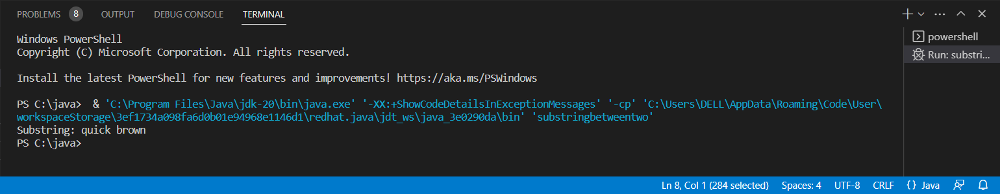 PROBLEMS 8 OUTPUT DEBUG CONSOLE TERMINAL
Windows PowerShell
Copyright (C) Microsoft Corporation. All rights reserved.
Install the latest PowerShell for new features and improvements! https://aka.ms/PSWindows
PS C:\java>  & 'C:\Program Files\Java\jdk-20\bin\java.exe' '-XX:+ShowCodeDetailsInExceptionMessages' '-cp' 'C:\Users\DELL\AppData\Roaming\Code\User\
workspaceStorage\3ef1734a098fa6d0b01e94968e1146d1\redhat.java\jdt_ws\java_3e0290da\bin' 'substringbetweentwo'
Substring: quick brown
PS C:\java>
powershell
Run: substri...
Ln 8, Col 1 (284 selected) Spaces: 4 UTF-8 CRLF {} Java